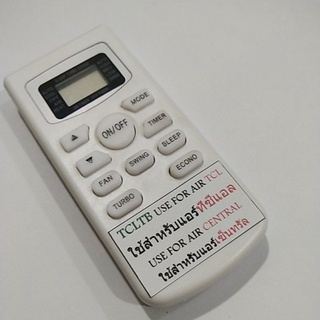 MODE
ON/OFF
TIMER
SLEEP
SWING
ECONO
FAN
TURBO
TCLTB USE FOR AIR TCL
ใช้สำหรับแอร์ทีซีแอล
USE FOR AIR CENTRAL
ใช้สำหรับแอร์เซ็นทรัล